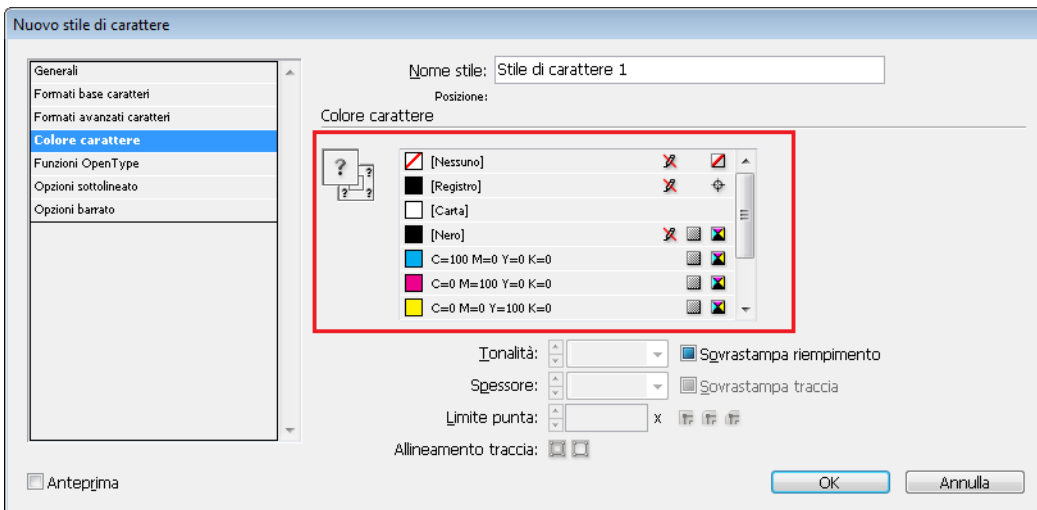 Nuovo stile di carattere
Generali
Formati base caratteri
Formati avanzati caratteri
Colore carattere
Funzioni OpenType
Opzioni sottolineato
Opzioni barrato
Nome stile: Stile di carattere 1
Posizione:
Colore carattere
? ? ? ?
[Nessuno]
[Registro]
[Carta]
[Nero]
C=100 M=0 Y=0 K=0
C=0 M=100 Y=0 K=0
C=0 M=0 Y=100 K=0
Tonalità:
Sovrastampa riempimento
Spessore:
Sovrastampa traccia
Limite punta: x
Allineamento traccia:
Anteprima
OK
Annulla